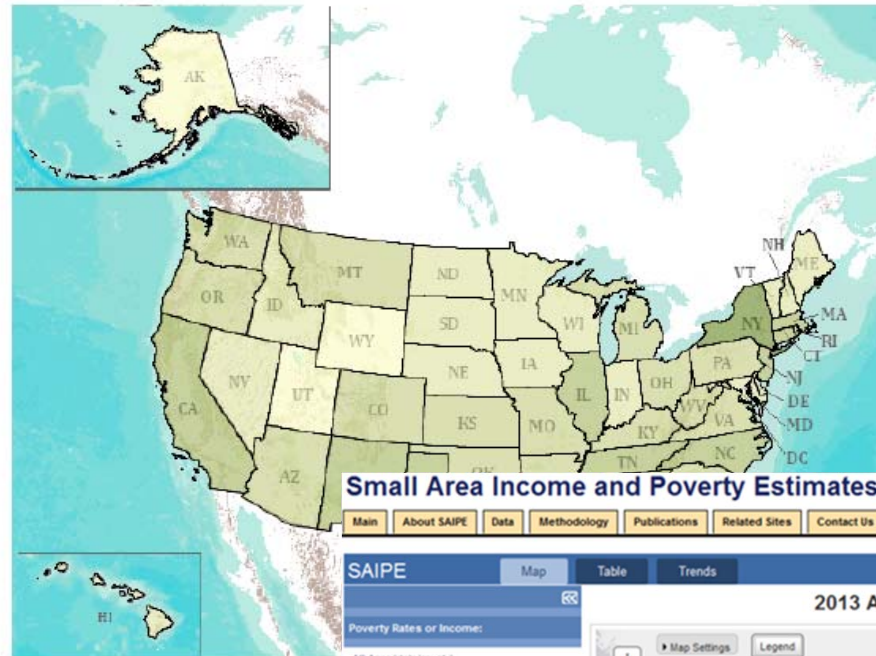 AK
WA
MT
ND
MN
OR
ID
WY
SD
WI
MI
NH
VT
ME
NY
MA
RI
CT
NJ
DE
MD
DC
NV
UT
CO
NE
IA
IL
IN
OH
PA
WV
VA
CA
KS
MO
KY
NC
TN
AZ
OK
HI
Small Area Income and Poverty Estimates
Main About SAIPE Data Methodology Publications Related Sites Contact Us
SAIPE Map Table Trends
2013 A
Poverty Rates or Income:
Map Settings Legend